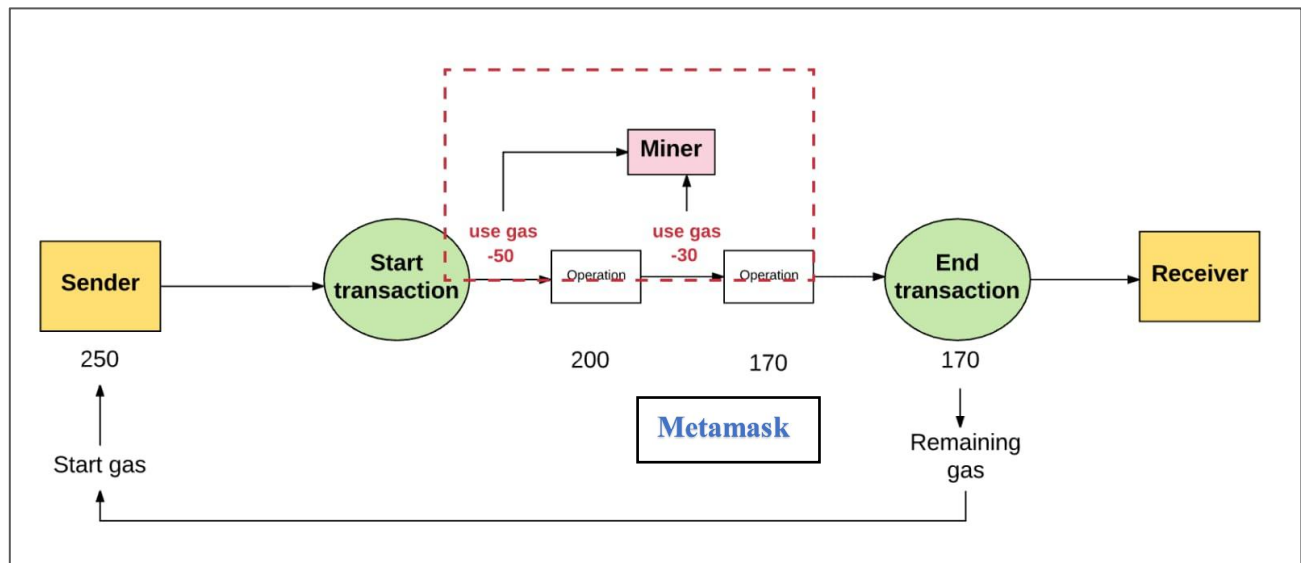 Miner
use gas
-50
use gas
-30
Sender
Start
transaction
Operation
Operation
End
transaction
Receiver
250
200
170
170
Metamask
Start gas
Remaining
gas